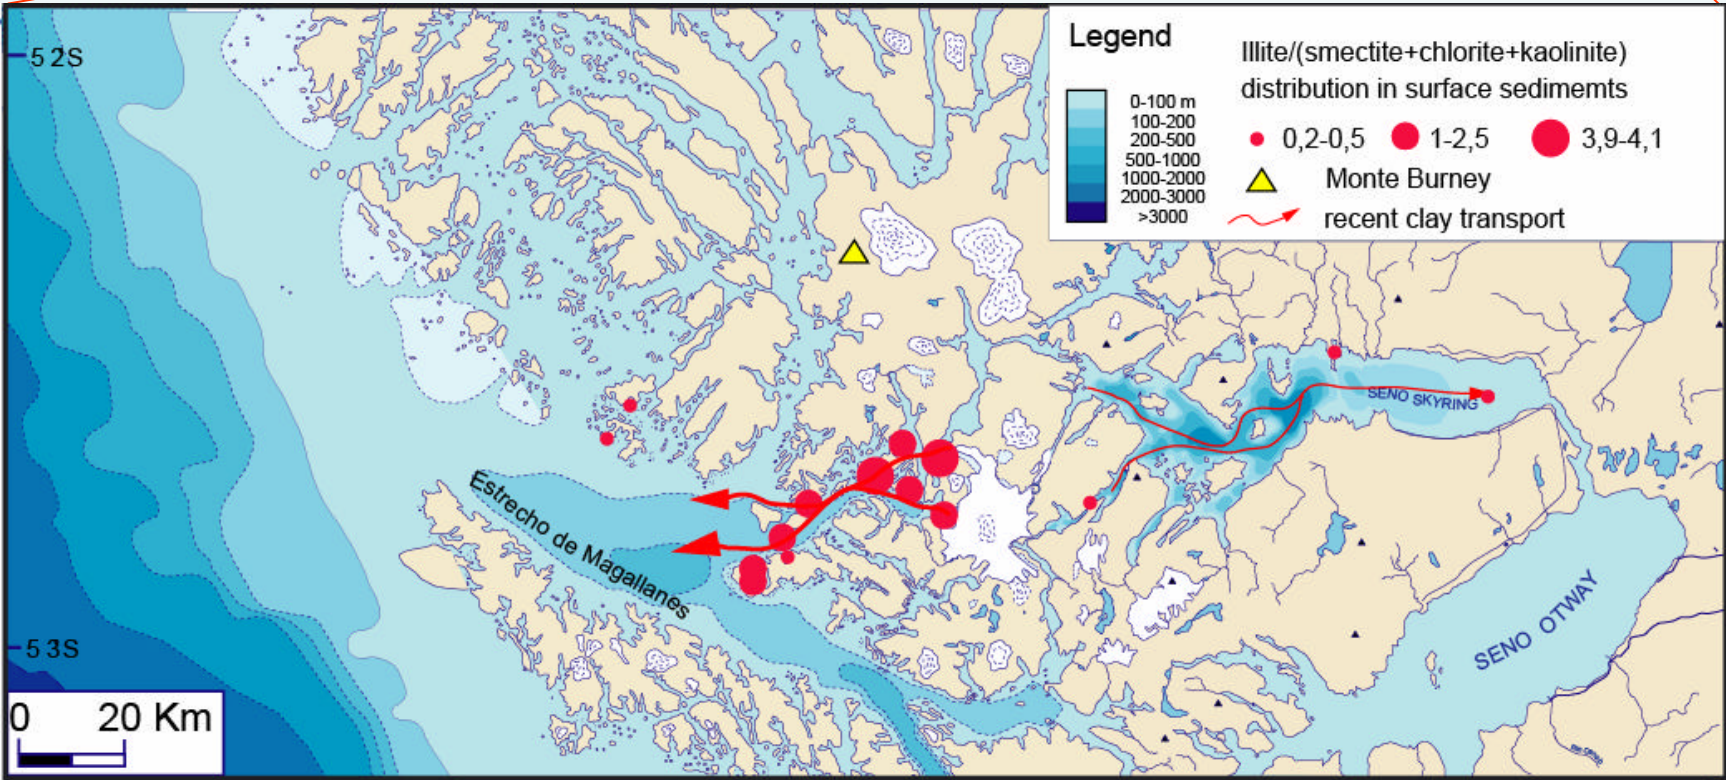 Legend
0-100 m
100-200
200-500
500-1000
1000-2000
2000-3000
>3000
Illite/(smectite+chlorite+kaolinite)
distribution in surface sedimemts
0,2-0,5 1-2,5 3,9-4,1
Monte Burney
recent clay transport
52S
SENO SKYRING
Estrecho de Magallanes
SENO OTWAY
53S
0 20 Km